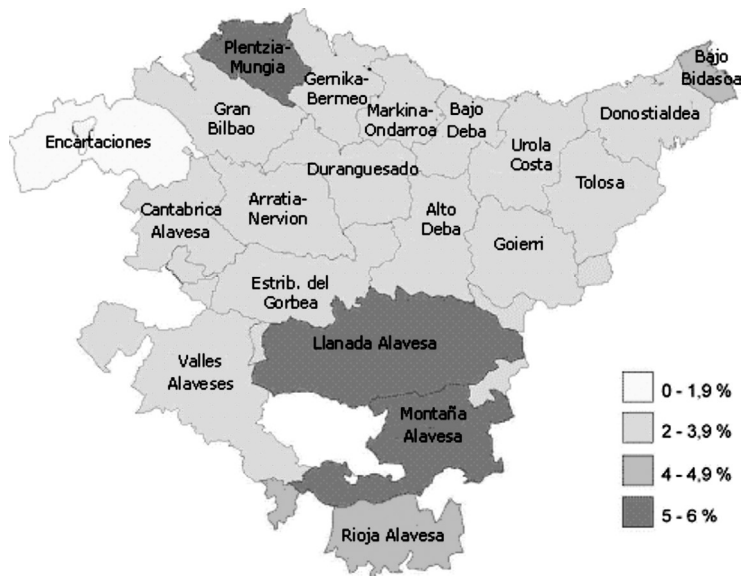 Plentzia-
Mungia
Bajo
Bidasoa
Gernika-
Bermeo
Gran
Bilbao
Markina-
Ondarroa
Bajo
Deba
Donostialdea
Encartaciones
Urola
Costa
Duranguesado
Tolosa
Cantabrica
Alavesa
Arratia-
Nervion
Alto
Deba
Goierri
Estrib. del
Gorbea
Llanada Alavesa
Valles
Alaveses
Montaña
Alavesa
Rioja Alavesa
0 - 1,9 %
2 - 3,9 %
4 - 4,9 %
5 - 6 %